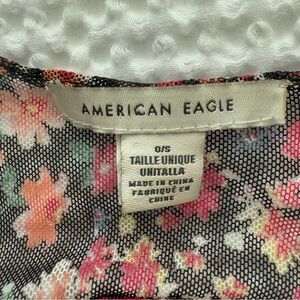 AMERICAN EAGLE
O/S
TAILLE UNIQUE
UNITALLA
MADE IN CHINA
FABRIQUÉ EN
CHINE